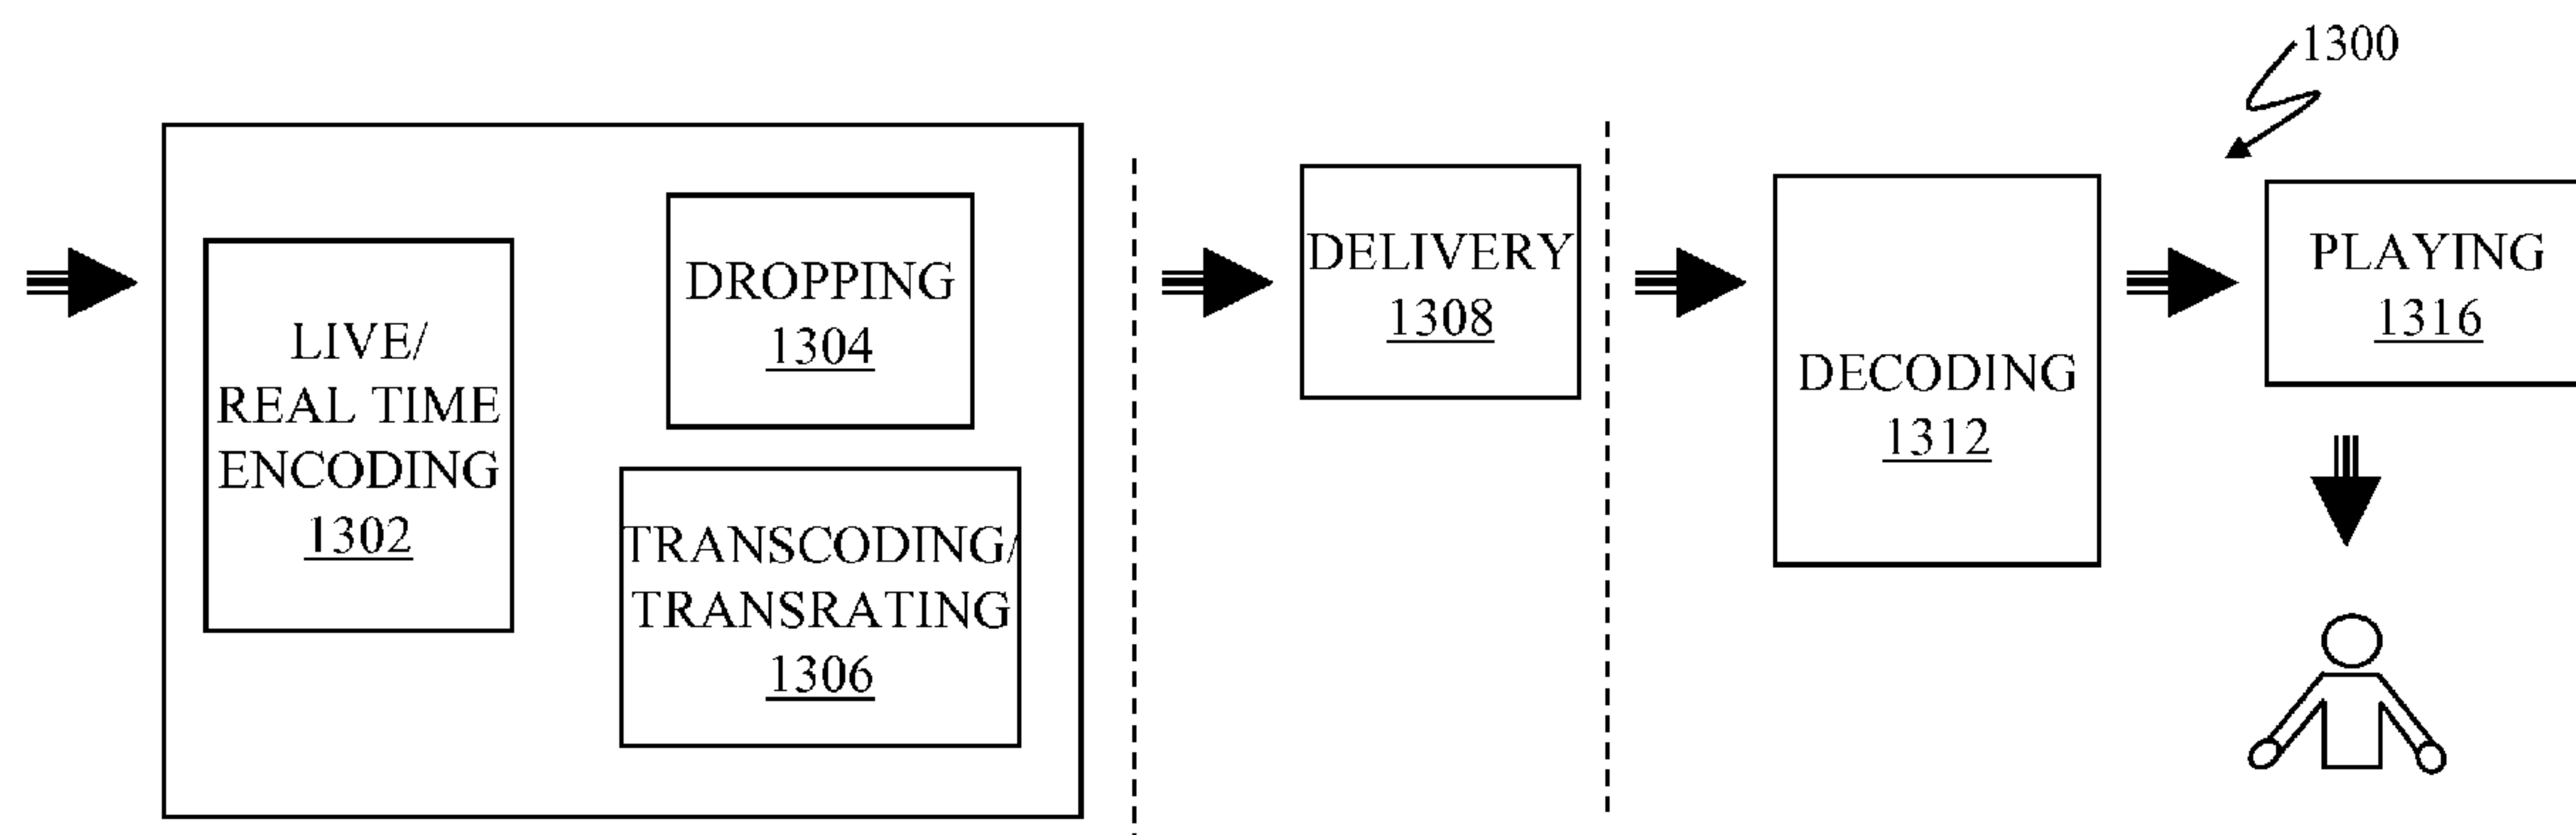 1300
LIVE/
REAL TIME
ENCODING
1302
DROPPING
1304
TRANSCODING/
TRANSRATING
1306
DELIVERY
1308
DECODING
1312
PLAYING
1316